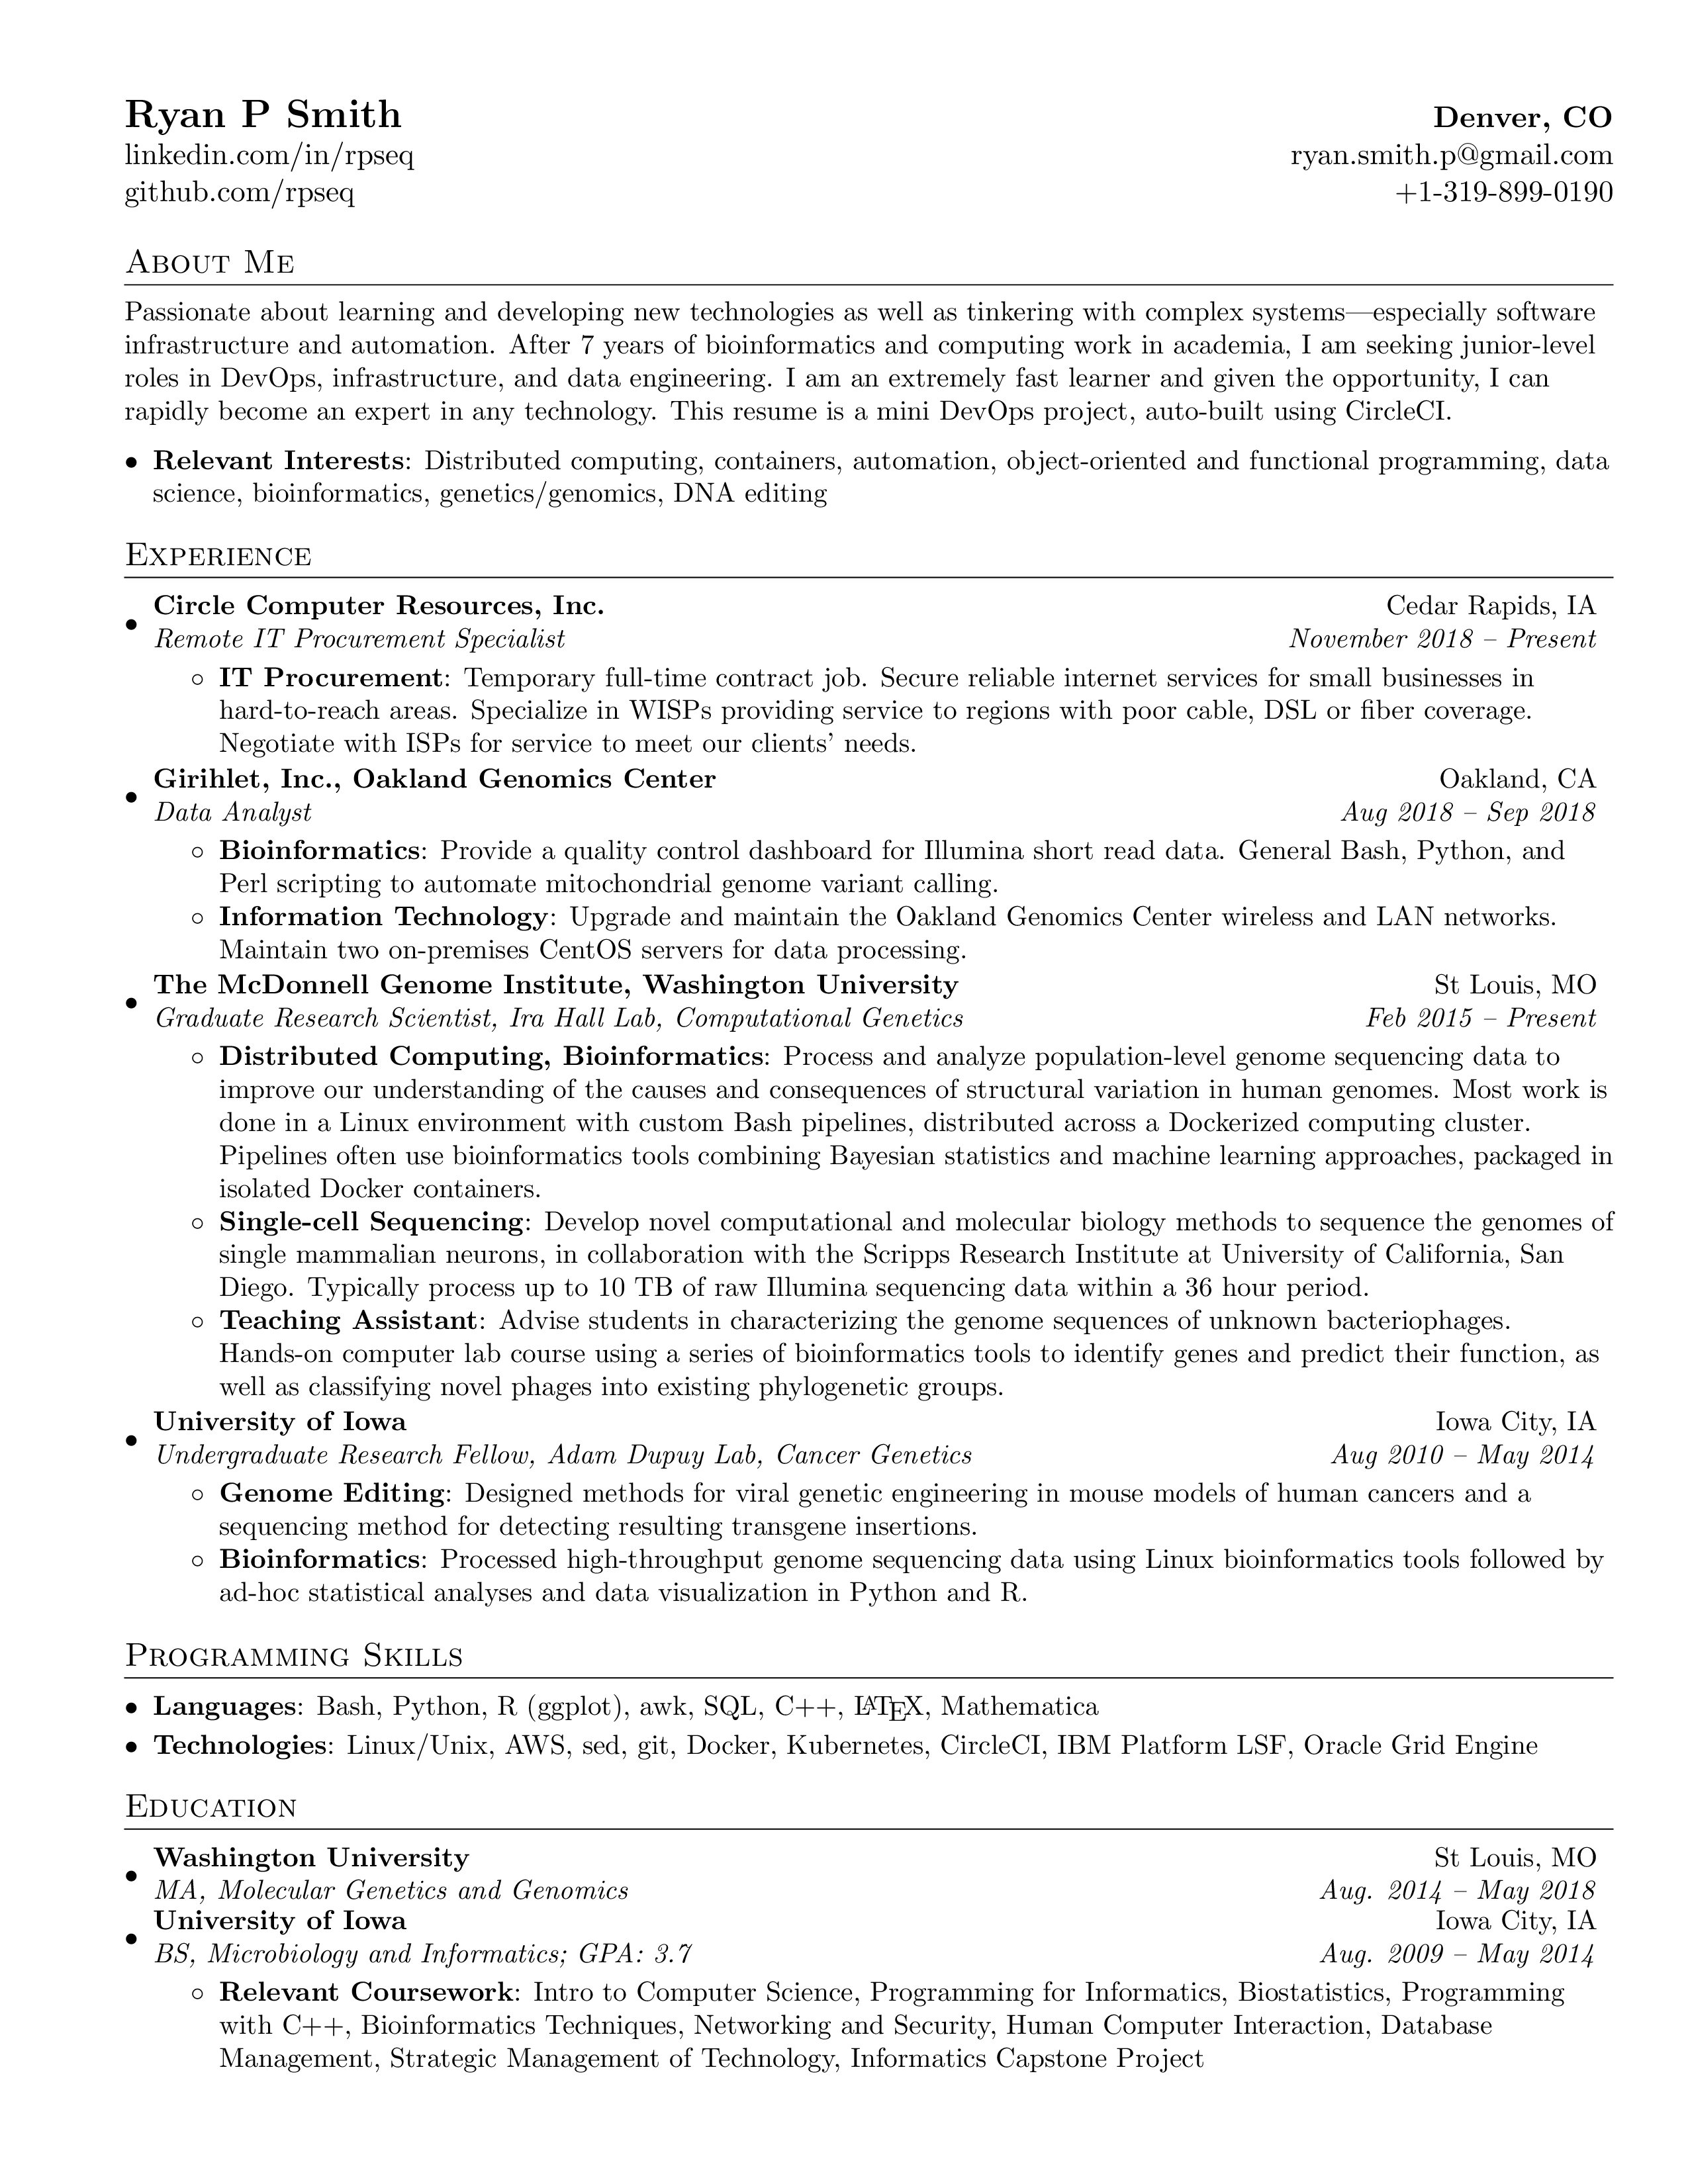 Ryan P Smith
Denver, CO
linkedin.com/in/rpseq
ryan.smith.p@gmail.com
github.com/rpseq
+1-319-899-0190
About Me
Passionate about learning and developing new technologies as well as tinkering with complex systems—especially software
infrastructure and automation. After 7 years of bioinformatics and computing work in academia, I am seeking junior-level
roles in DevOps, infrastructure, and data engineering. I am an extremely fast learner and given the opportunity, I can
rapidly become an expert in any technology. This resume is a mini DevOps project, auto-built using CircleCI.
• Relevant Interests: Distributed computing, containers, automation, object-oriented and functional programming, data
science, bioinformatics, genetics/genomics, DNA editing
Experience
• Circle Computer Resources, Inc.
Cedar Rapids, IA
Remote IT Procurement Specialist
November 2018 – Present
◦ IT Procurement: Temporary full-time contract job. Secure reliable internet services for small businesses in
hard-to-reach areas. Specialize in WISPs providing service to regions with poor cable, DSL or fiber coverage.
Negotiate with ISPs for service to meet our clients' needs.
• Girihlet, Inc., Oakland Genomics Center
Oakland, CA
Data Analyst
Aug 2018 – Sep 2018
◦ Bioinformatics: Provide a quality control dashboard for Illumina short read data. General Bash, Python, and
Perl scripting to automate mitochondrial genome variant calling.
◦ Information Technology: Upgrade and maintain the Oakland Genomics Center wireless and LAN networks.
Maintain two on-premises CentOS servers for data processing.
• The McDonnell Genome Institute, Washington University
St Louis, MO
Graduate Research Scientist, Ira Hall Lab, Computational Genetics
Feb 2015 – Present
◦ Distributed Computing, Bioinformatics: Process and analyze population-level genome sequencing data to
improve our understanding of the causes and consequences of structural variation in human genomes. Most work is
done in a Linux environment with custom Bash pipelines, distributed across a Dockerized computing cluster.
Pipelines often use bioinformatics tools combining Bayesian statistics and machine learning approaches, packaged in
isolated Docker containers.
◦ Single-cell Sequencing: Develop novel computational and molecular biology methods to sequence the genomes of
single mammalian neurons, in collaboration with the Scripps Research Institute at University of California, San
Diego. Typically process up to 10 TB of raw Illumina sequencing data within a 36 hour period.
◦ Teaching Assistant: Advise students in characterizing the genome sequences of unknown bacteriophages.
Hands-on computer lab course using a series of bioinformatics tools to identify genes and predict their function, as
well as classifying novel phages into existing phylogenetic groups.
• University of Iowa
Iowa City, IA
Undergraduate Research Fellow, Adam Dupuy Lab, Cancer Genetics
Aug 2010 – May 2014
◦ Genome Editing: Designed methods for viral genetic engineering in mouse models of human cancers and a
sequencing method for detecting resulting transgene insertions.
◦ Bioinformatics: Processed high-throughput genome sequencing data using Linux bioinformatics tools followed by
ad-hoc statistical analyses and data visualization in Python and R.
Programming Skills
• Languages: Bash, Python, R (ggplot), awk, SQL, C++, LATEX, Mathematica
• Technologies: Linux/Unix, AWS, sed, git, Docker, Kubernetes, CircleCI, IBM Platform LSF, Oracle Grid Engine
Education
• Washington University
St Louis, MO
MA, Molecular Genetics and Genomics
Aug. 2014 – May 2018
• University of Iowa
Iowa City, IA
BS, Microbiology and Informatics; GPA: 3.7
Aug. 2009 – May 2014
◦ Relevant Coursework: Intro to Computer Science, Programming for Informatics, Biostatistics, Programming
with C++, Bioinformatics Techniques, Networking and Security, Human Computer Interaction, Database
Management, Strategic Management of Technology, Informatics Capstone Project